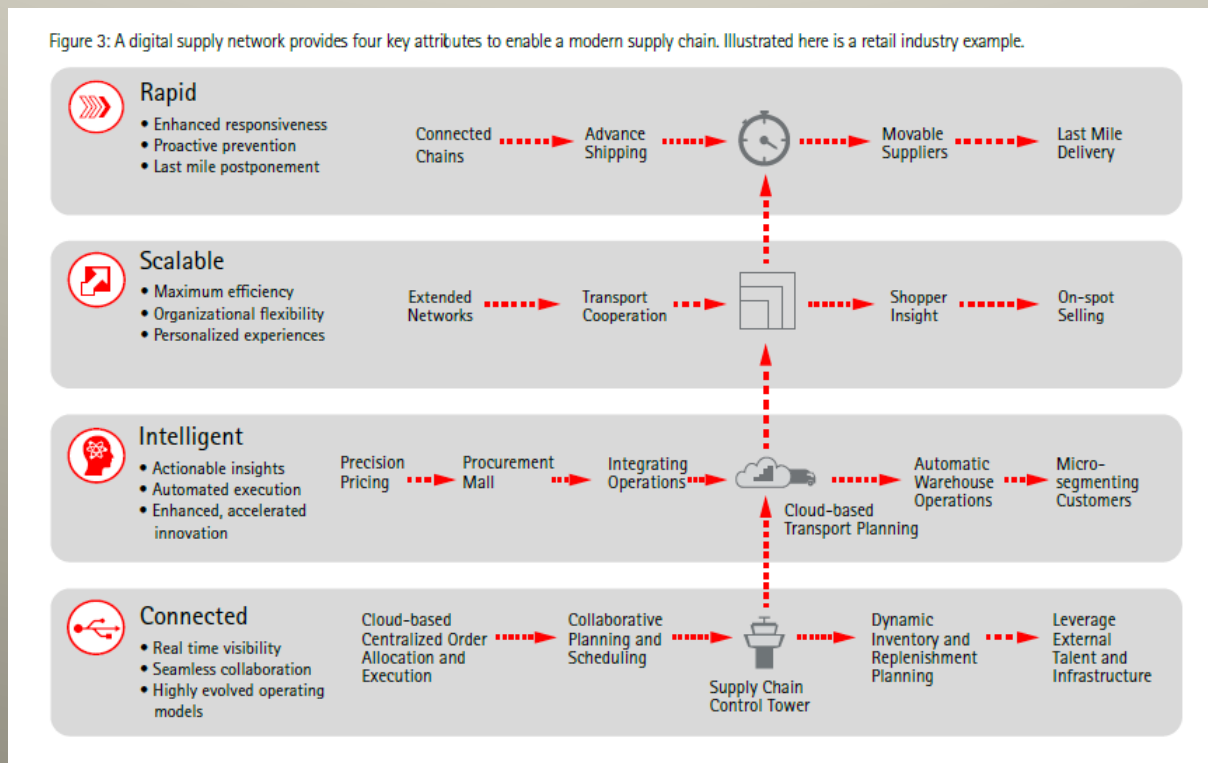 Figure 3: A digital supply network provides four key attributes to enable a modern supply chain. Illustrated here is a retail industry example.
Rapid
• Enhanced responsiveness
• Proactive prevention
• Last mile postponement
Connected
Chains
Advance
Shipping
Movable
Suppliers
Last Mile
Delivery
Scalable
• Maximum efficiency
• Organizational flexibility
• Personalized experiences
Extended
Networks
Transport
Cooperation
Shopper
Insight
On-spot
Selling
Intelligent
• Actionable insights
• Automated execution
• Enhanced, accelerated
innovation
Precision
Pricing
Procurement
Mall
Integrating
Operations
Cloud-based
Transport Planning
Automatic
Warehouse
Operations
Micro-
segmenting
Customers
Connected
• Real time visibility
• Seamless collaboration
• Highly evolved operating
models
Cloud-based
Centralized Order
Allocation and
Execution
Collaborative
Planning and
Scheduling
Supply Chain
Control Tower
Dynamic
Inventory and
Replenishment
Planning
Leverage
External
Talent and
Infrastructure